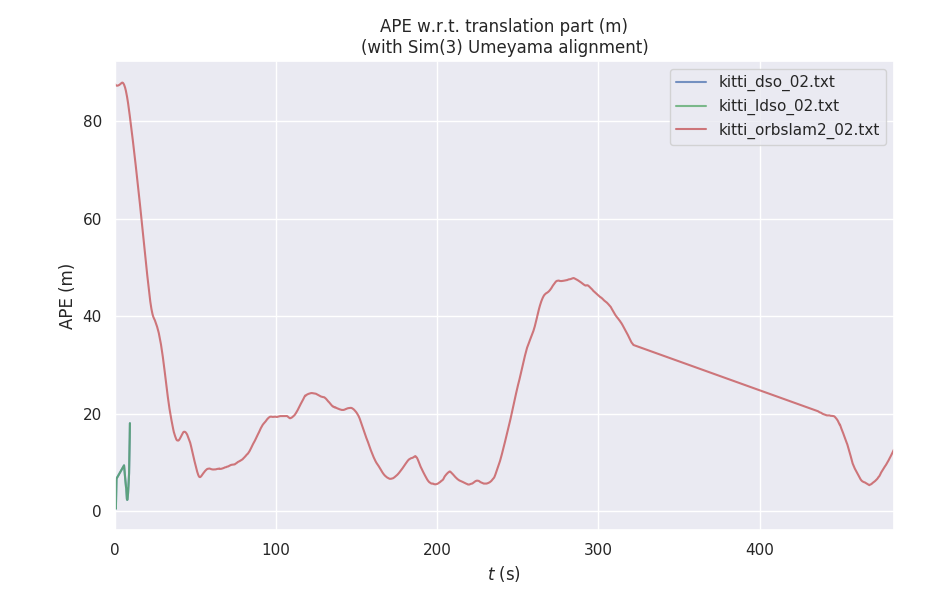 APE w.r.t. translation part (m)
(with Sim(3) Umeyama alignment)
kitti_dso_02.txt
kitti_ldso_02.txt
kitti_orbslam2_02.txt
APE (m)
80
60
40
20
0
0 100 200 300 400
t (s)